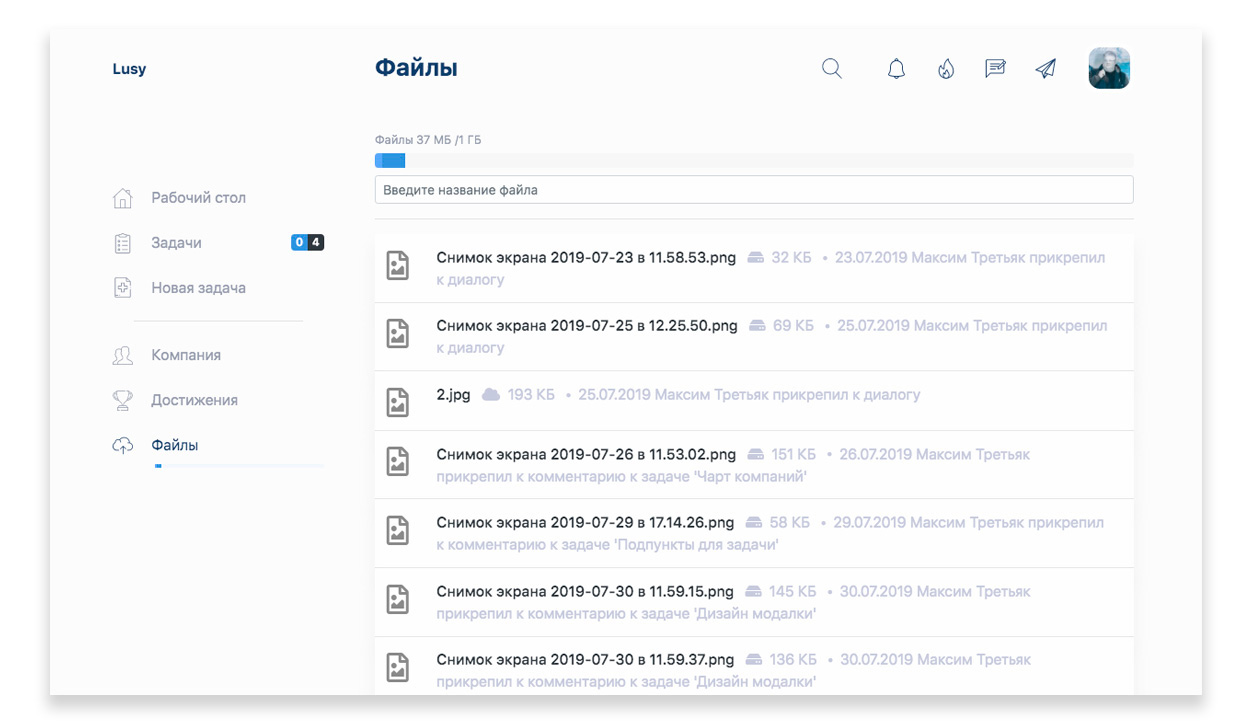 Lusy
Файлы
Файлы 37 МБ /1 ГБ
Введите название файла
Рабочий стол
Задачи 0 4
Новая задача
Компания
Достижения
Файлы
Снимок экрана 2019-07-23 в 11.58.53.png 32 КБ • 23.07.2019 Максим Третьяк прикрепил
к диалогу
Снимок экрана 2019-07-25 в 12.25.50.png 69 КБ • 25.07.2019 Максим Третьяк прикрепил
к диалогу
2.jpg 193 КБ • 25.07.2019 Максим Третьяк прикрепил к диалогу
Снимок экрана 2019-07-26 в 11.53.02.png 151 КБ • 26.07.2019 Максим Третьяк
прикрепил к комментарию к задаче 'Чарт компаний'
Снимок экрана 2019-07-29 в 17.14.26.png 58 КБ • 29.07.2019 Максим Третьяк прикрепил
к комментарию к задаче 'Подпункты для задачи'
Снимок экрана 2019-07-30 в 11.59.15.png 145 КБ • 30.07.2019 Максим Третьяк
прикрепил к комментарию к задаче 'Дизайн модалки'
Снимок экрана 2019-07-30 в 11.59.37.png 136 КБ • 30.07.2019 Максим Третьяк
прикрепил к комментарию к задаче 'Дизайн модалки'